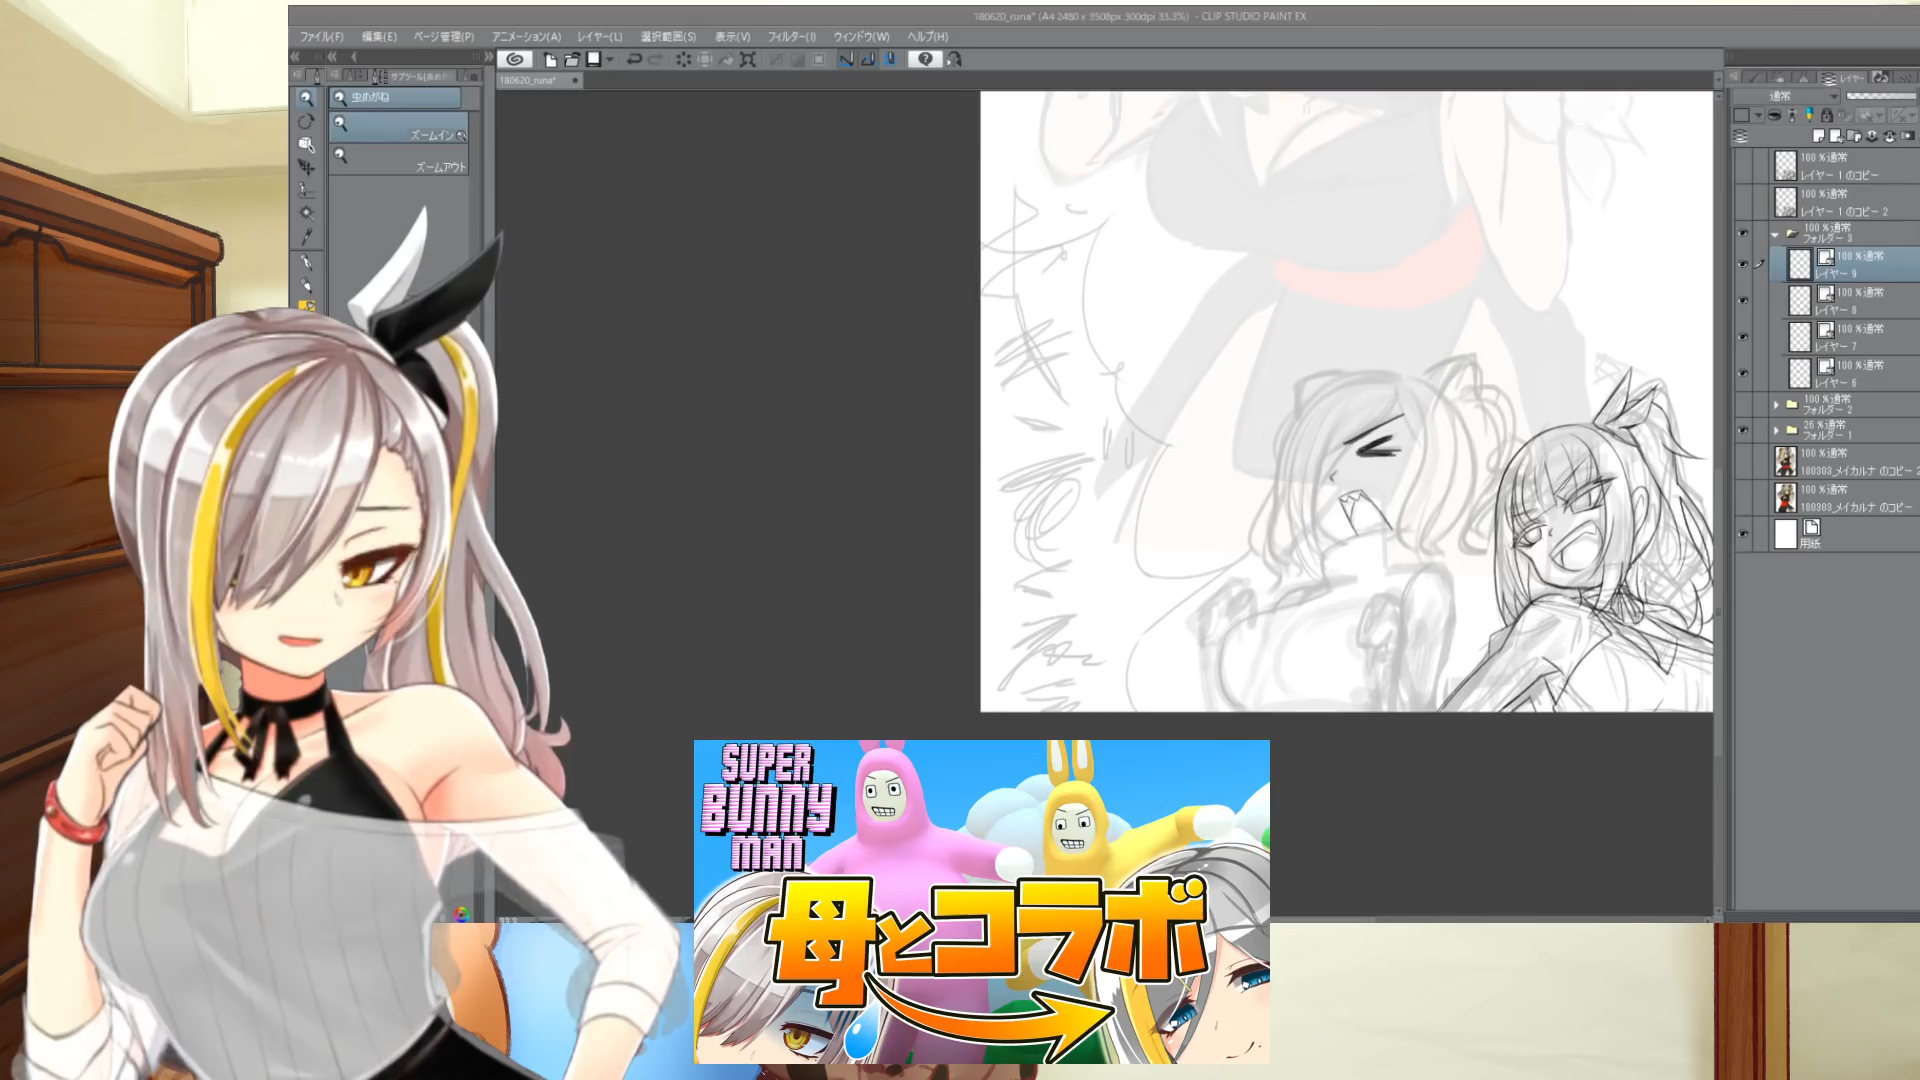 180620_runa* (A4 2480 x 3508px 300dpi 33.3%) - CLIP STUDIO PAINT EX
ファイル(F) 編集(E) ページ管理(P) アニメーション(A) レイヤー(L) 選択範囲(S) 表示(V) フィルター(I) ウィンドウ(W) ヘルプ(H)
180620_runa*
虫めがね
ズームイン
ズームアウト
レイヤー
通常
100 %通常
レイヤー 1 のコピー
100 %通常
レイヤー 1 のコピー 2
100 %通常
フォルダー 3
100 %通常
レイヤー 9
100 %通常
レイヤー 8
100 %通常
レイヤー 7
100 %通常
レイヤー 6
100 %通常
フォルダー 2
26 %通常
フォルダー 1
100 %通常
180303_メイカルナ のコピー 2
100 %通常
180303_メイカルナ のコピー
用紙
SUPER
BUNNY
MAN
母とコラボ